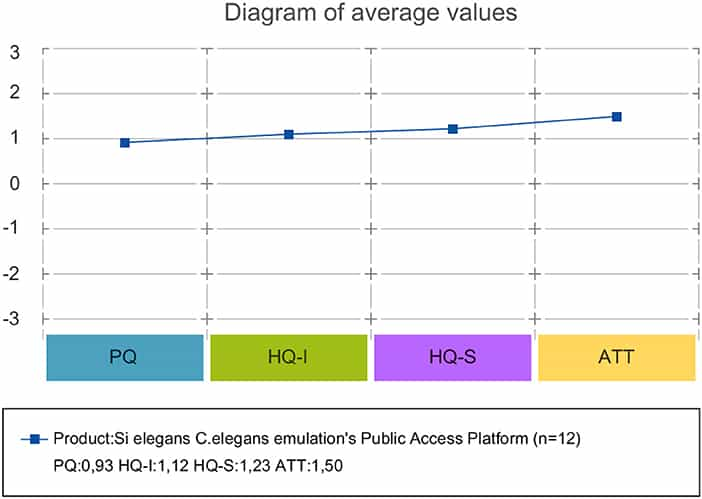 Diagram of average values
3
2
1
0
-1
-2
-3
PQ HQ-I HQ-S ATT
Product:Si elegans C.elegans emulation's Public Access Platform (n=12)
PQ:0,93 HQ-I:1,12 HQ-S:1,23 ATT:1,50